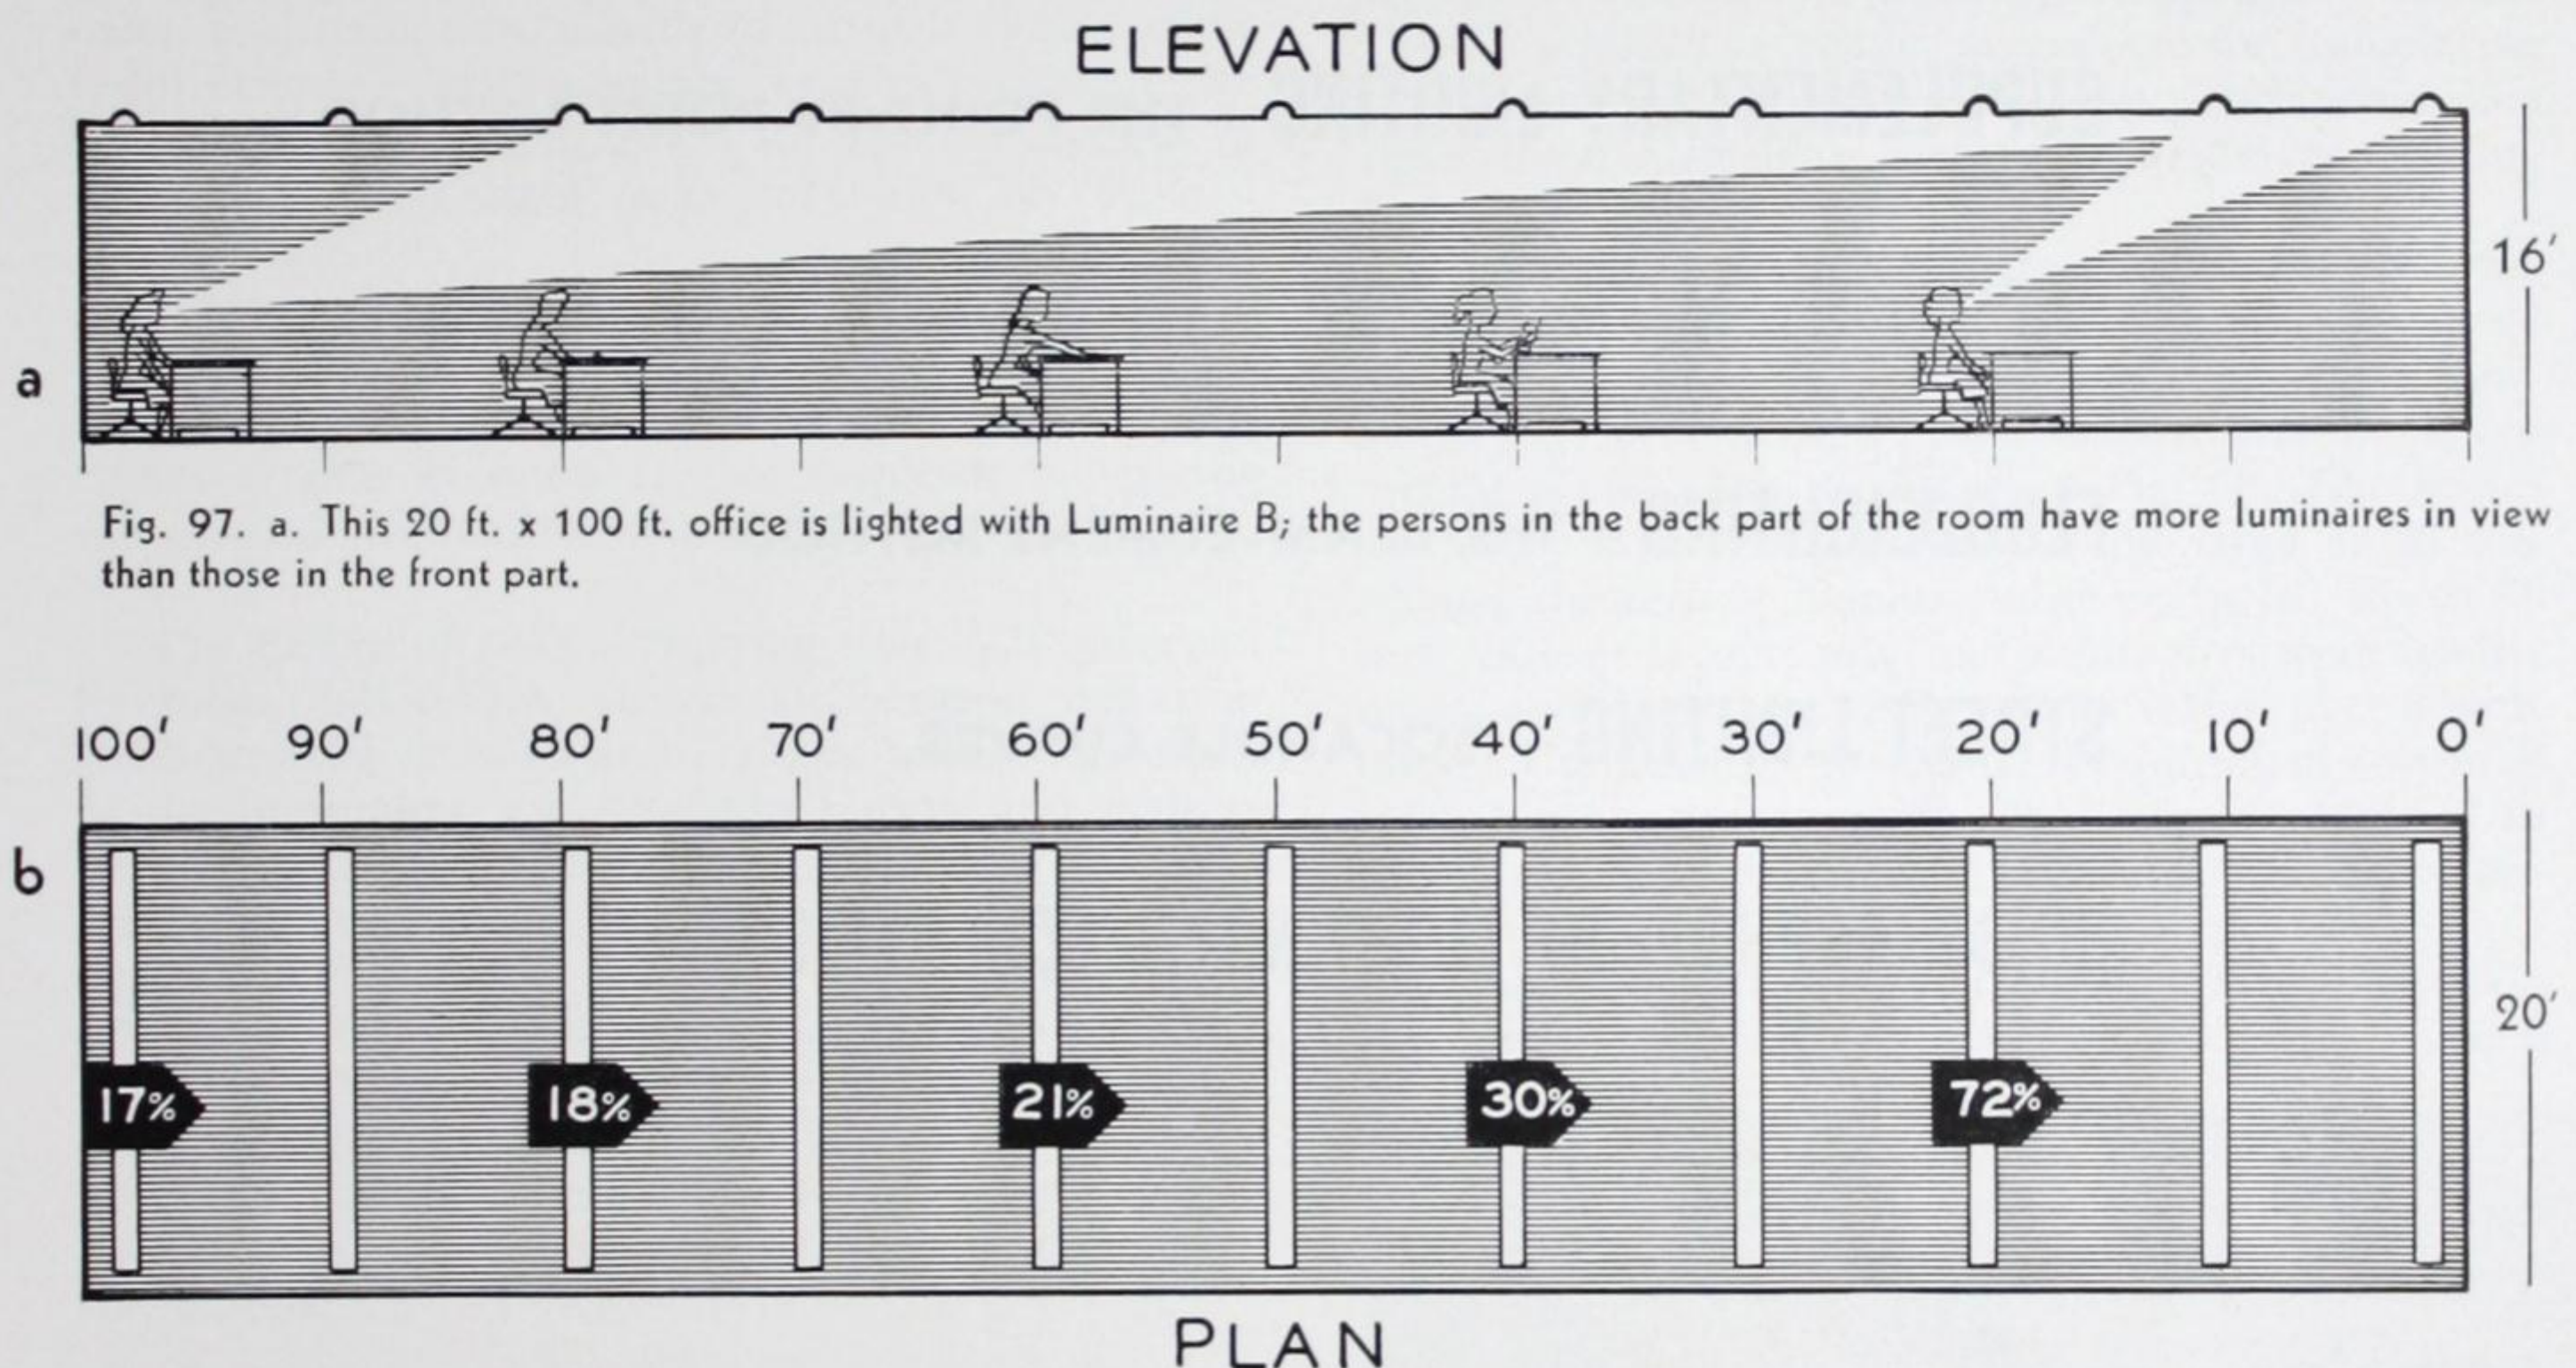 ELEVATION
16′
a
Fig. 97. a. This 20 ft. x 100 ft. office is lighted with Luminaire B; the persons in the back part of the room have more luminaires in view
than those in the front part.
100′ 90′ 80′ 70′ 60′ 50′ 40′ 30′ 20′ 10′ 0′
b
20′
17% 18% 21% 30% 72%
PLAN